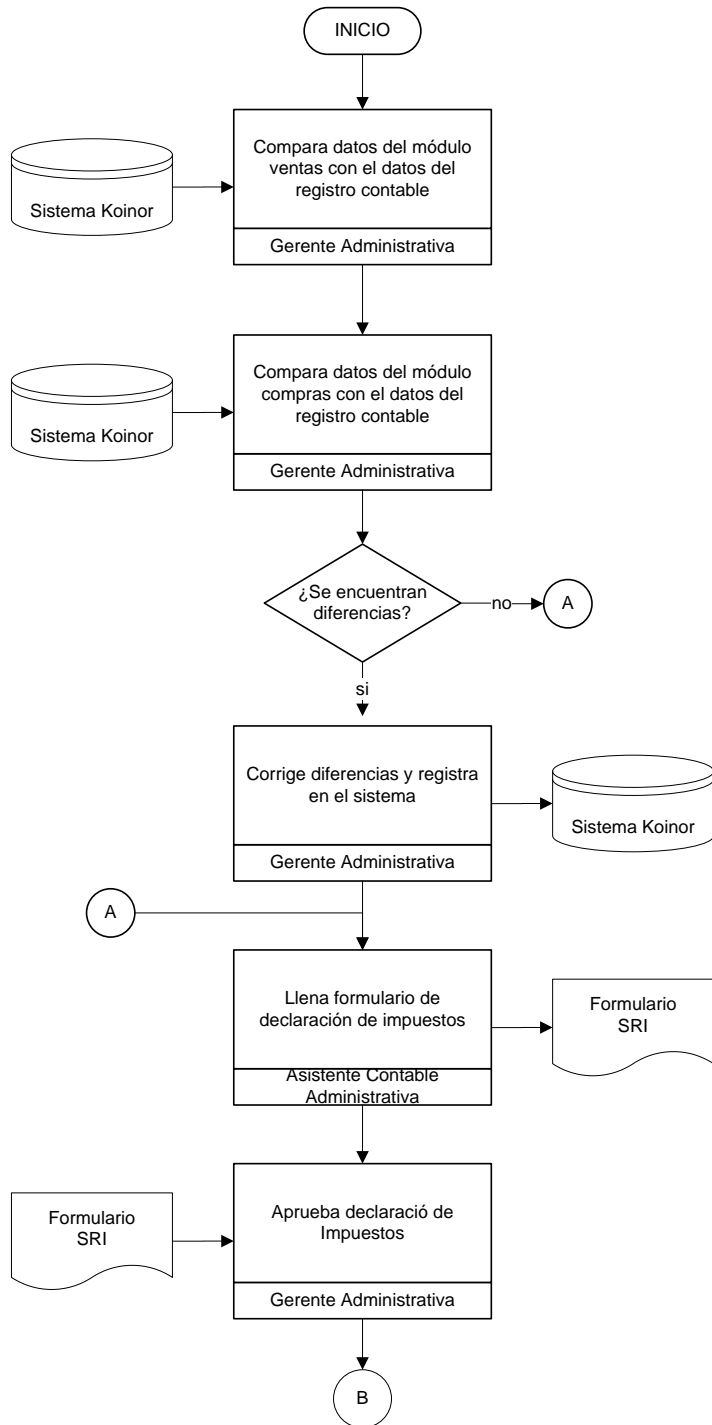 INICIO
Compara datos del módulo
ventas con el datos del
registro contable
Sistema Koinor
Gerente Administrativa
Compara datos del módulo
compras con el datos del
registro contable
Sistema Koinor
Gerente Administrativa
¿Se encuentran
diferencias?
no
A
si
Corrige diferencias y registra
en el sistema
Sistema Koinor
Gerente Administrativa
A
Llena formulario de
declaración de impuestos
Formulario
SRI
Asistente Contable
Administrativa
Aprueba declaració de
Impuestos
Formulario
SRI
Gerente Administrativa
B